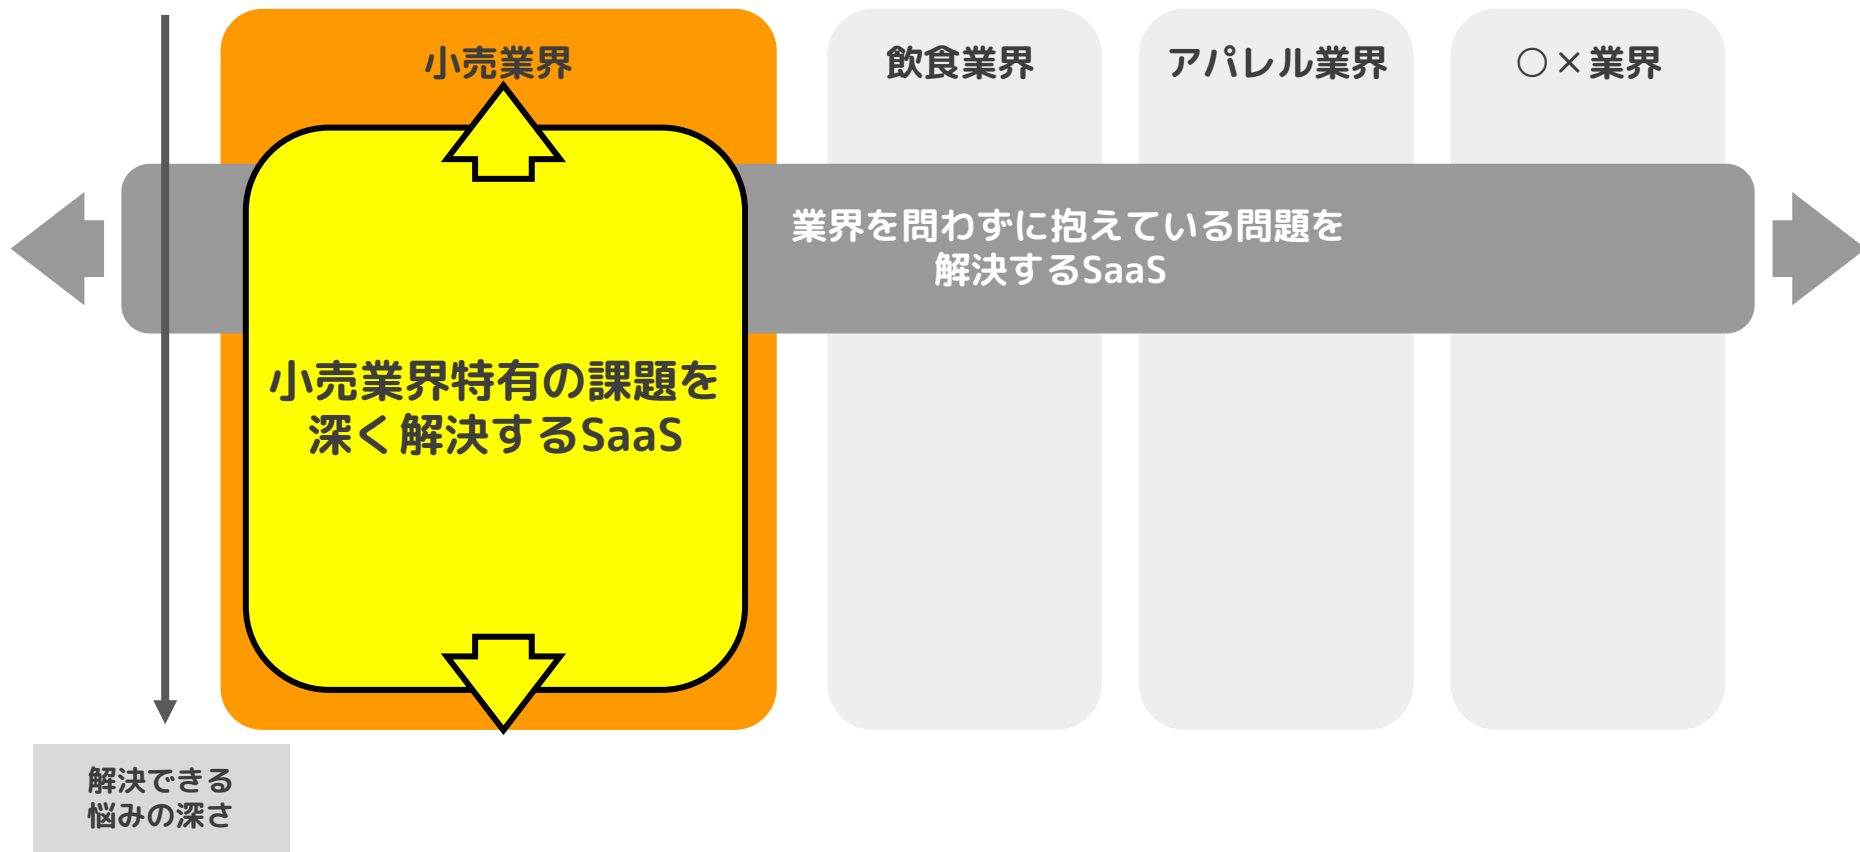 小売業界
飲食業界
アパレル業界
○×業界
業界を問わずに抱えている問題を
解決するSaaS
小売業界特有の課題を
深く解決するSaaS
解決できる
悩みの深さ